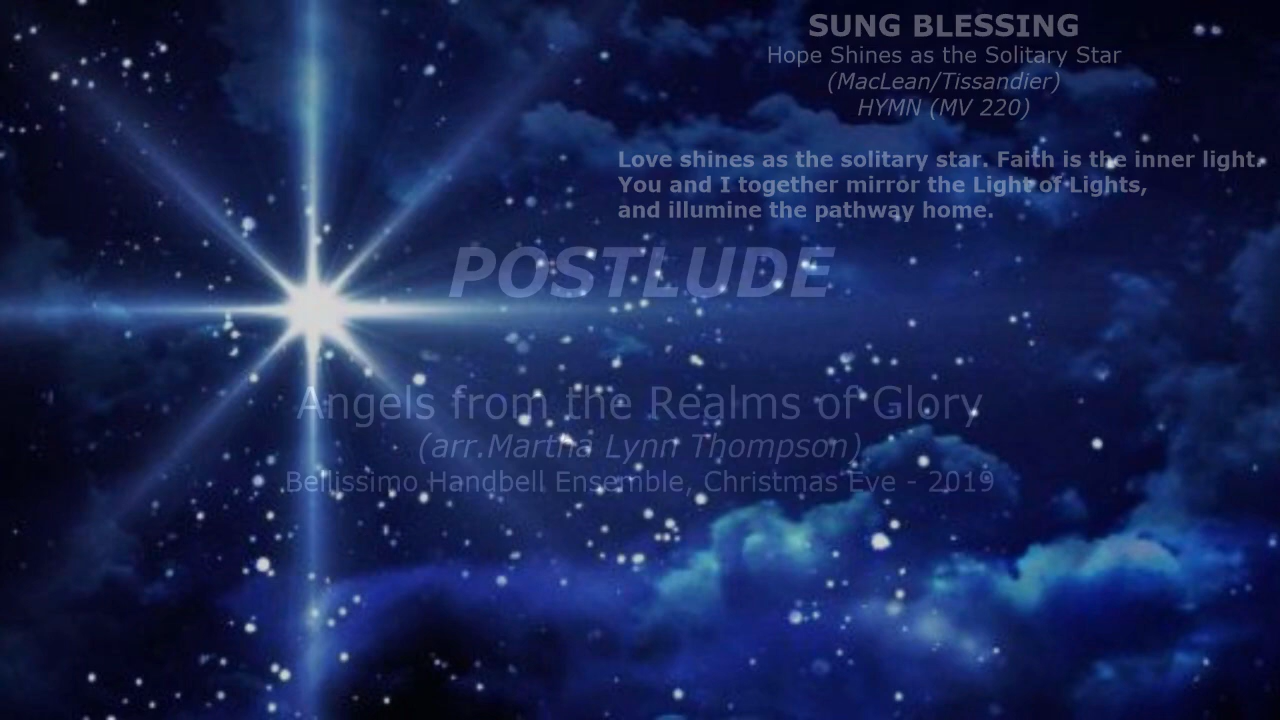 SUNG BLESSING
Hope Shines as the Solitary Star
(MacLean/Tissandier)
HYMN (MV 220)
Love shines as the solitary star. Faith is the inner light.
You and I together mirror the Light of Lights,
and illumine the pathway home.
POSTLUDE
Angels from the Realms of Glory
(arr.Martha Lynn Thompson)
Bellissimo Handbell Ensemble, Christmas Eve - 2019